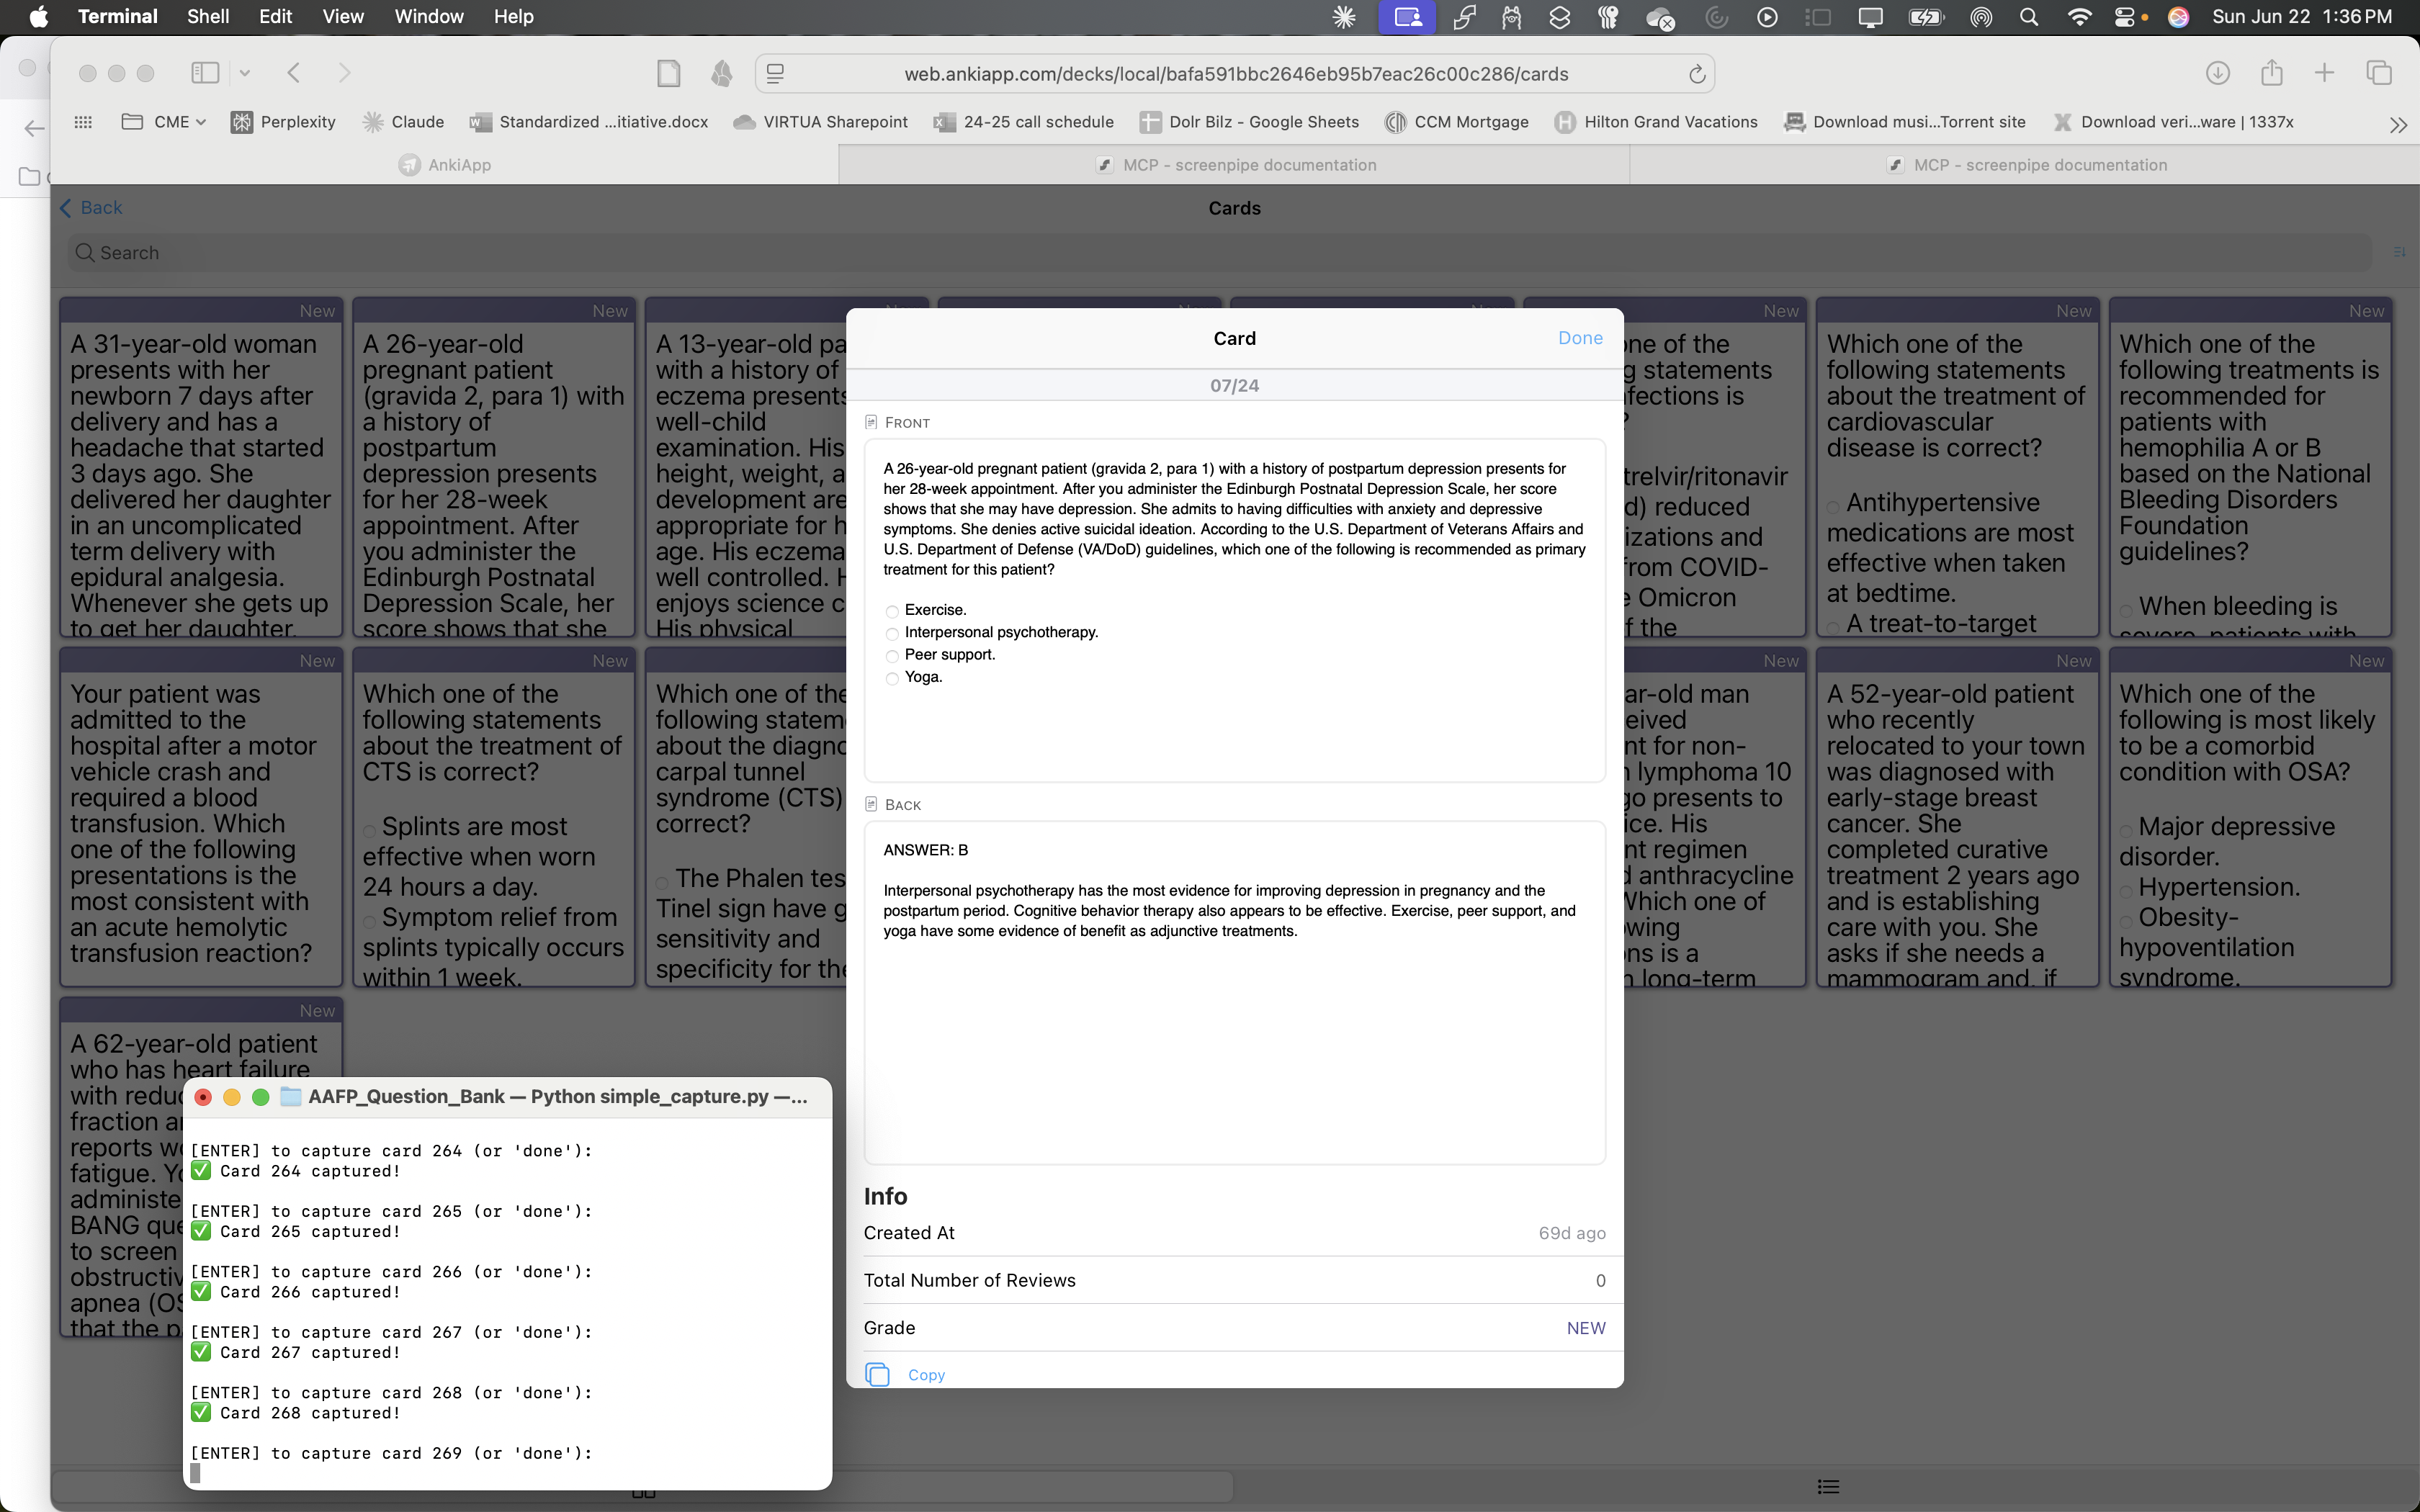 Terminal Shell Edit View Window Help
Sun Jun 22 1:36 PM
web.ankiapp.com/decks/local/bafa591bbc2646eb95b7eac26c00c286/cards
CME
Perplexity
Claude
Standardized ...itiative.docx
VIRTUA Sharepoint
24-25 call schedule
Dolr Bilz - Google Sheets
CCM Mortgage
Hilton Grand Vacations
Download musi...Torrent site
Download veri...ware | 1337x
AnkiApp
MCP - screenpipe documentation
MCP - screenpipe documentation
Back
Cards
Search
New
A 31-year-old woman
presents with her
newborn 7 days after
delivery and has a
headache that started
3 days ago. She
delivered her daughter
in an uncomplicated
term delivery with
epidural analgesia.
Whenever she gets up
to get her daughter,
New
A 26-year-old
pregnant patient
(gravida 2, para 1) with
a history of
postpartum
depression presents
for her 28-week
appointment. After
you administer the
Edinburgh Postnatal
Depression Scale, her
score shows that she
A 13-year-old pa
with a history of
eczema presents
well-child
examination. His
height, weight, a
development are
appropriate for h
age. His eczema
well controlled. H
enjoys science c
His physical
New
ne of the
g statements
fections is
?
trelvir/ritonavir
d) reduced
izations and
from COVID-
e Omicron
f the
New
Which one of the
following statements
about the treatment of
cardiovascular
disease is correct?
Antihypertensive
medications are most
effective when taken
at bedtime.
A treat-to-target
New
Which one of the
following treatments is
recommended for
patients with
hemophilia A or B
based on the National
Bleeding Disorders
Foundation
guidelines?
When bleeding is
severe, patients with
New
Your patient was
admitted to the
hospital after a motor
vehicle crash and
required a blood
transfusion. Which
one of the following
presentations is the
most consistent with
an acute hemolytic
transfusion reaction?
New
Which one of the
following statements
about the treatment of
CTS is correct?
Splints are most
effective when worn
24 hours a day.
Symptom relief from
splints typically occurs
within 1 week.
Which one of the
following statem
about the diagno
carpal tunnel
syndrome (CTS)
correct?
The Phalen tes
Tinel sign have g
sensitivity and
specificity for the
New
ar-old man
eived
nt for non-
n lymphoma 10
go presents to
ice. His
nt regimen
d anthracycline
Which one of
wing
ns is a
n long-term
New
A 52-year-old patient
who recently
relocated to your town
was diagnosed with
early-stage breast
cancer. She
completed curative
treatment 2 years ago
and is establishing
care with you. She
asks if she needs a
mammogram and, if
New
Which one of the
following is most likely
to be a comorbid
condition with OSA?
Major depressive
disorder.
Hypertension.
Obesity-
hypoventilation
syndrome.
New
A 62-year-old patient
who has heart failure
with reduc
fraction a
reports wo
fatigue. Yo
administe
BANG que
to screen
obstructiv
apnea (OS
that the p
Card
Done
07/24
FRONT
A 26-year-old pregnant patient (gravida 2, para 1) with a history of postpartum depression presents for
her 28-week appointment. After you administer the Edinburgh Postnatal Depression Scale, her score
shows that she may have depression. She admits to having difficulties with anxiety and depressive
symptoms. She denies active suicidal ideation. According to the U.S. Department of Veterans Affairs and
U.S. Department of Defense (VA/DoD) guidelines, which one of the following is recommended as primary
treatment for this patient?
Exercise.
Interpersonal psychotherapy.
Peer support.
Yoga.
BACK
ANSWER: B
Interpersonal psychotherapy has the most evidence for improving depression in pregnancy and the
postpartum period. Cognitive behavior therapy also appears to be effective. Exercise, peer support, and
yoga have some evidence of benefit as adjunctive treatments.
Info
Created At 69d ago
Total Number of Reviews 0
Grade NEW
Copy
AAFP_Question_Bank — Python simple_capture.py —...
[ENTER] to capture card 264 (or 'done'):
✅ Card 264 captured!
[ENTER] to capture card 265 (or 'done'):
✅ Card 265 captured!
[ENTER] to capture card 266 (or 'done'):
✅ Card 266 captured!
[ENTER] to capture card 267 (or 'done'):
✅ Card 267 captured!
[ENTER] to capture card 268 (or 'done'):
✅ Card 268 captured!
[ENTER] to capture card 269 (or 'done'):